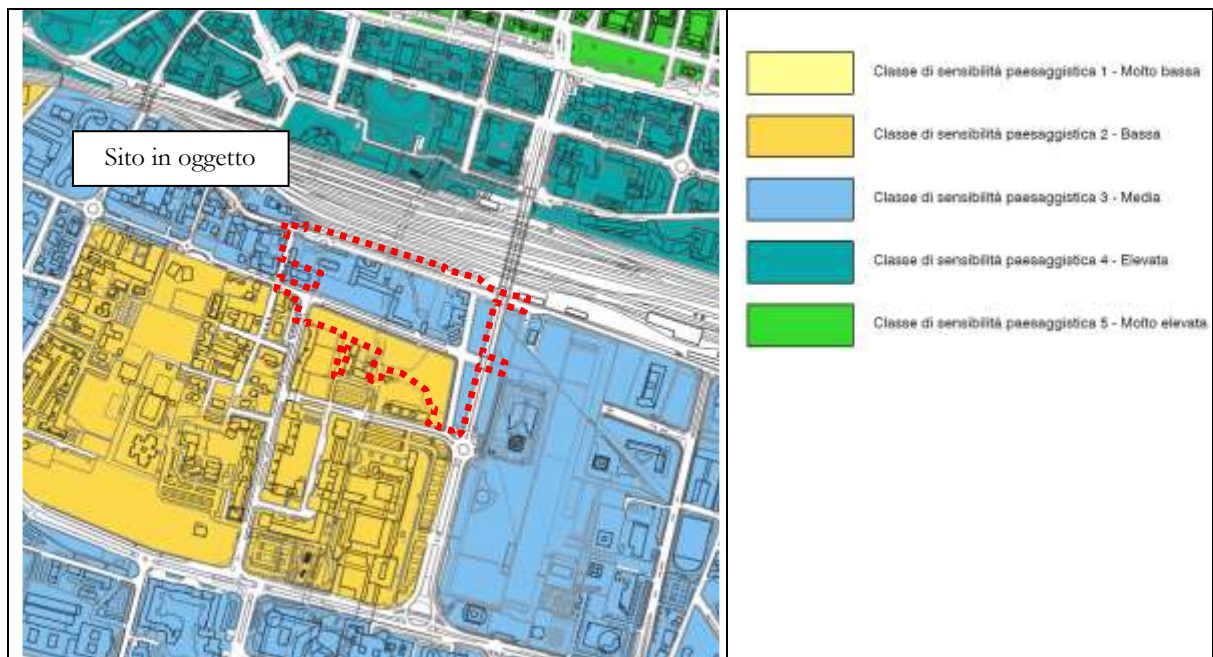 Sito in oggetto
Classe di sensibilità paesaggistica 1 - Molto bassa
Classe di sensibilità paesaggistica 2 - Bassa
Classe di sensibilità paesaggistica 3 - Media
Classe di sensibilità paesaggistica 4 - Elevata
Classe di sensibilità paesaggistica 5 - Molto elevata